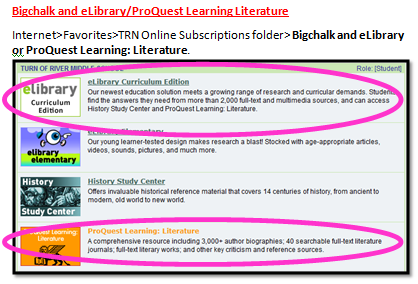 Bigchalk and eLibrary/ProQuest Learning Literature
Internet>Favorites>TRN Online Subscriptions folder> Bigchalk and eLibrary
or ProQuest Learning: Literature.
TURN OF RIVER MIDDLE SCHOOL Role: [Student]
eLibrary
Curriculum
Edition
eLibrary Curriculum Edition
Our newest education solution meets a growing range of research and curricular demands. Students
find the answers they need from more than 2,000 full-text and multimedia sources, and can access
History Study Center and ProQuest Learning: Literature.
elibrary
elementary
eLibrary Elementary
Our young learner-tested design makes research a blast! Stocked with age-appropriate articles,
videos, sounds, pictures, and much more.
History
Study Center
History Study Center
Offers invaluable historical reference material that covers 14 centuries of history, from ancient to
modern, old world to new world.
ProQuest Learning:
Literature
ProQuest Learning: Literature
A comprehensive resource including 3,000+ author biographies; 40 searchable full-text literature
journals; full-text literary works; and other key criticism and reference sources.